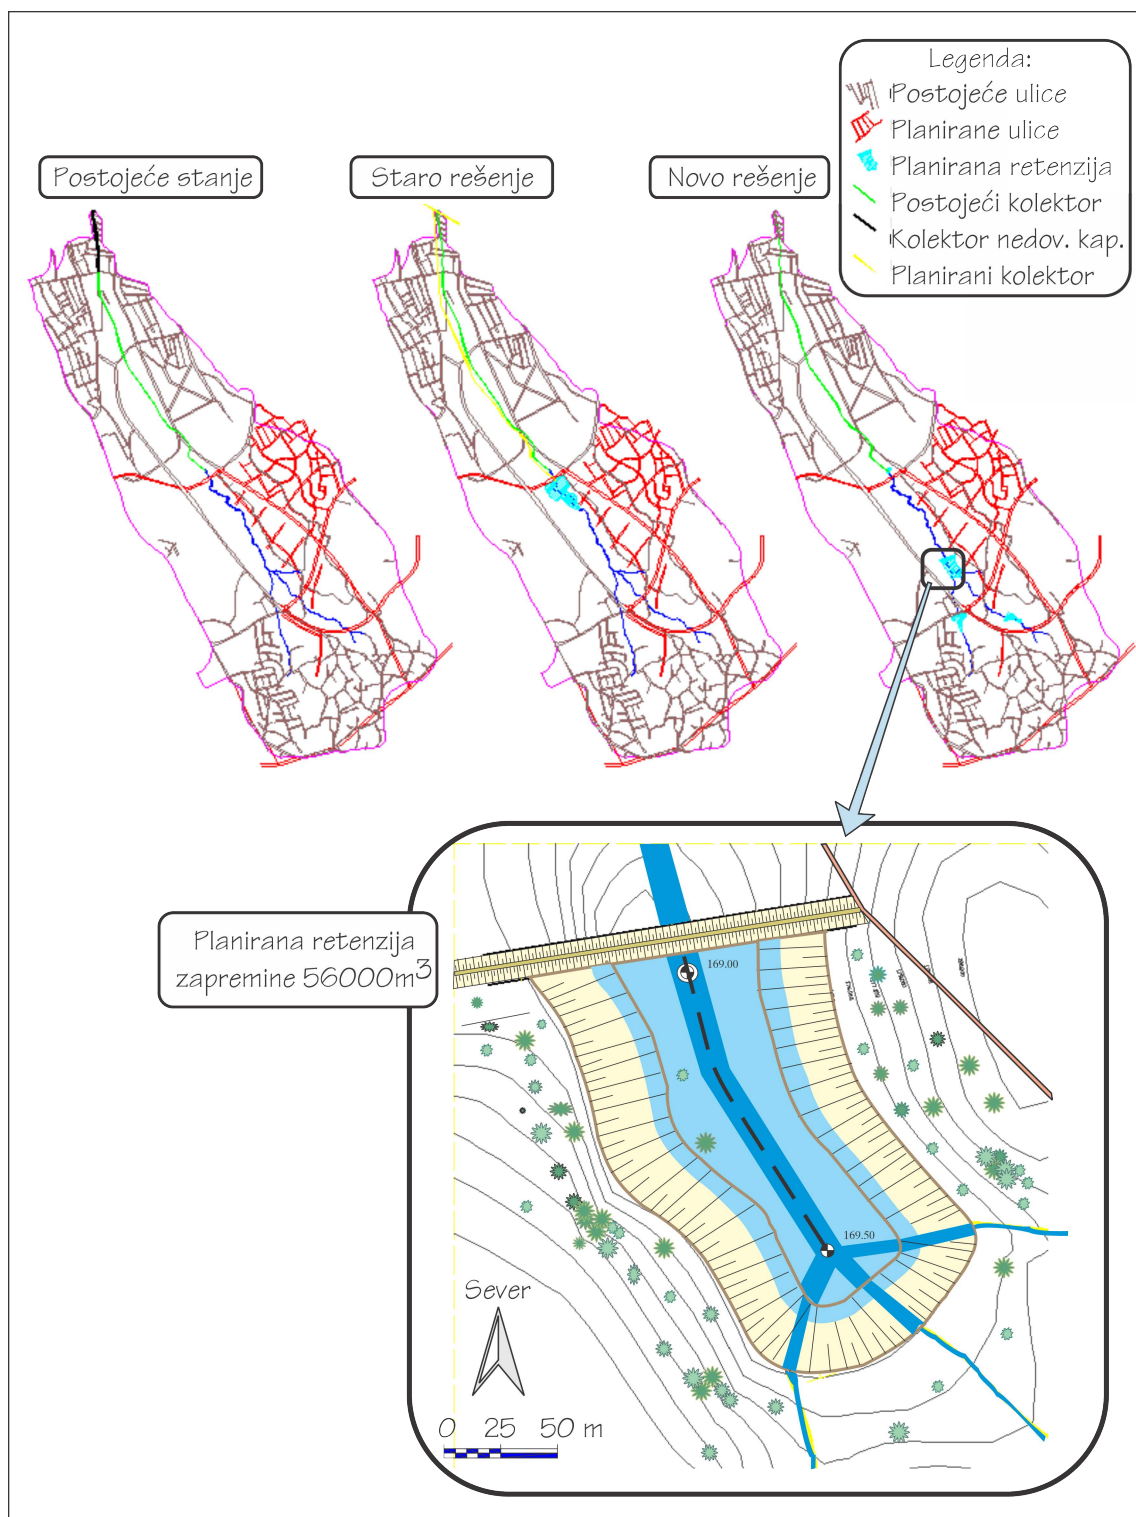 Legenda:
Postojeće ulice
Planirane ulice
Planirana retenzija
Postojeći kolektor
Kolektor nedov. kap.
Planirani kolektor
Postojeće stanje
Staro rešenje
Novo rešenje
Planirana retenzija
zapremine 56000m3
169.00
169.50
Sever
0 25 50 m